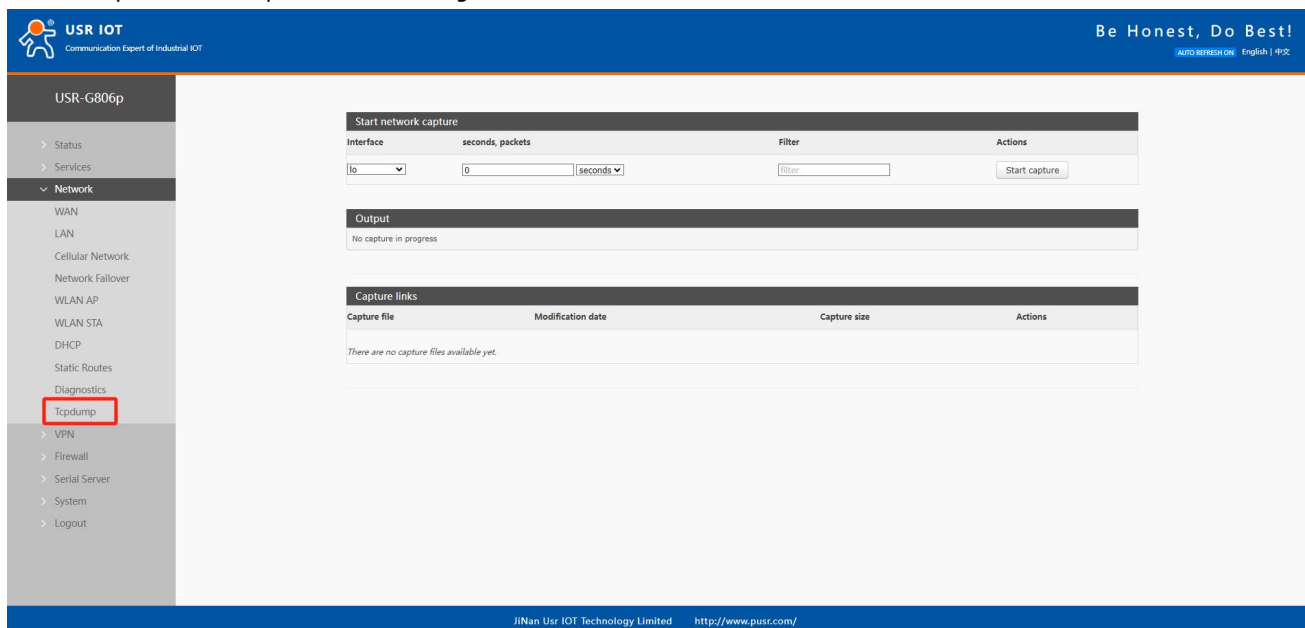 USR IOT
Communication Expert of Industrial IOT
Be Honest, Do Best!
AUTO REFRESH ON English | 中文
USR-G806p
Status
Services
Network
WAN
LAN
Cellular Network
Network Failover
WLAN AP
WLAN STA
DHCP
Static Routes
Diagnostics
Tcpdump
VPN
Firewall
Serial Server
System
Logout
Start network capture
Interface seconds, packets Filter Actions
lo 0 seconds filter Start capture
Output
No capture in progress
Capture links
Capture file Modification date Capture size Actions
There are no capture files available yet.
JiNan Usr IOT Technology Limited http://www.pusr.com/